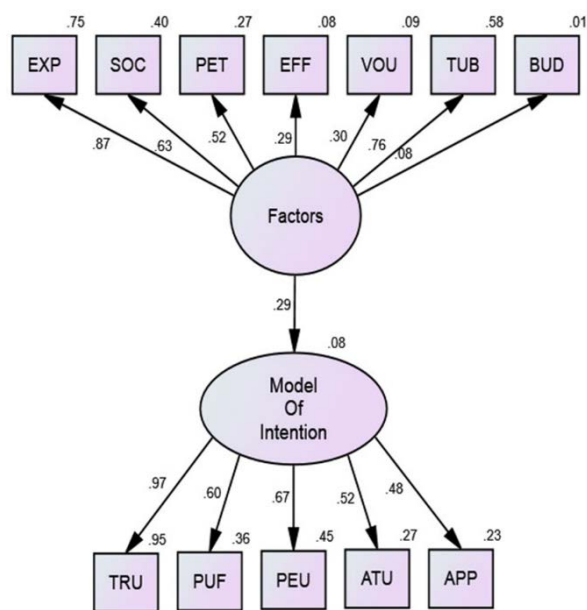 .75 .40 .27 .08 .09 .58 .01
EXP SOC PET EFF VOU TUB BUD
.87 .63 .52 .29 .30 .76 .08
Factors
.29
.08
Model
Of
Intention
.97 .60 .67 .52 .48
.95 .36 .45 .27 .23
TRU PUF PEU ATU APP